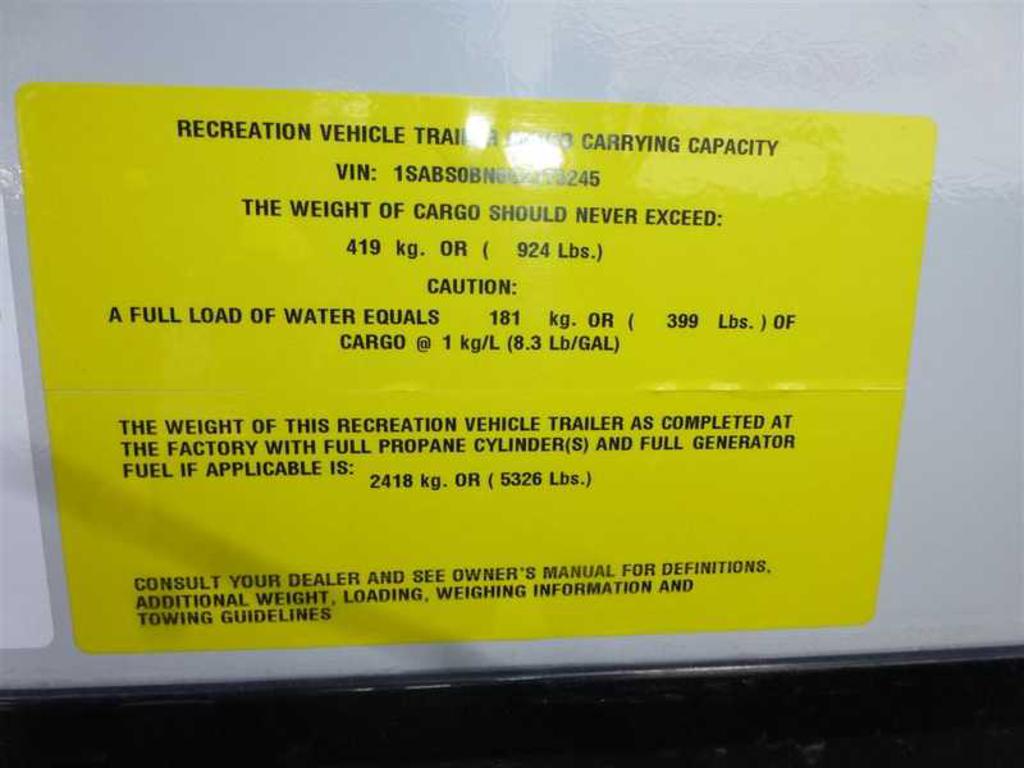 RECREATION VEHICLE TRAILER CARGO CARRYING CAPACITY
VIN:
THE WEIGHT OF CARGO SHOULD NEVER EXCEED:
419 kg. OR ( 924 Lbs.)
CAUTION:
A FULL LOAD OF WATER EQUALS 181 kg. OR ( 399 Lbs. ) OF
CARGO @ 1 kg/L (8.3 Lb/GAL)
THE WEIGHT OF THIS RECREATION VEHICLE TRAILER AS COMPLETED AT
THE FACTORY WITH FULL PROPANE CYLINDER(S) AND FULL GENERATOR
FUEL IF APPLICABLE IS:
2418 kg. OR ( 5326 Lbs.)
CONSULT YOUR DEALER AND SEE OWNER'S MANUAL FOR DEFINITIONS,
ADDITIONAL WEIGHT, LOADING, WEIGHING INFORMATION AND
TOWING GUIDELINES